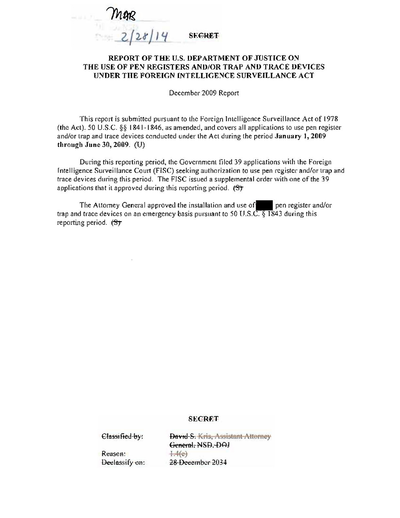 MAB
2/28/14
SECRET
REPORT OF THE U.S. DEPARTMENT OF JUSTICE ON
THE USE OF PEN REGISTERS AND/OR TRAP AND TRACE DEVICES
UNDER THE FOREIGN INTELLIGENCE SURVEILLANCE ACT
December 2009 Report
This report is submitted pursuant to the Foreign Intelligence Surveillance Act of 1978
(the Act), 50 U.S.C. §§ 1841-1846, as amended, and covers all applications to use pen register
and/or trap and trace devices conducted under the Act during the period January 1, 2009
through June 30, 2009. (U)
During this reporting period, the Government filed 39 applications with the Foreign
Intelligence Surveillance Court (FISC) seeking authorization to use pen register and/or trap and
trace devices during this period. The FISC issued a supplemental order with one of the 39
applications that it approved during this reporting period. (S)
The Attorney General approved the installation and use of pen register and/or
trap and trace devices on an emergency basis pursuant to 50 U.S.C. § 1843 during this
reporting period. (S)
SECRET
Classified by: David S. Kris, Assistant Attorney
General, NSD, DOJ
Reason: 1.4(c)
Declassify on: 28 December 2034